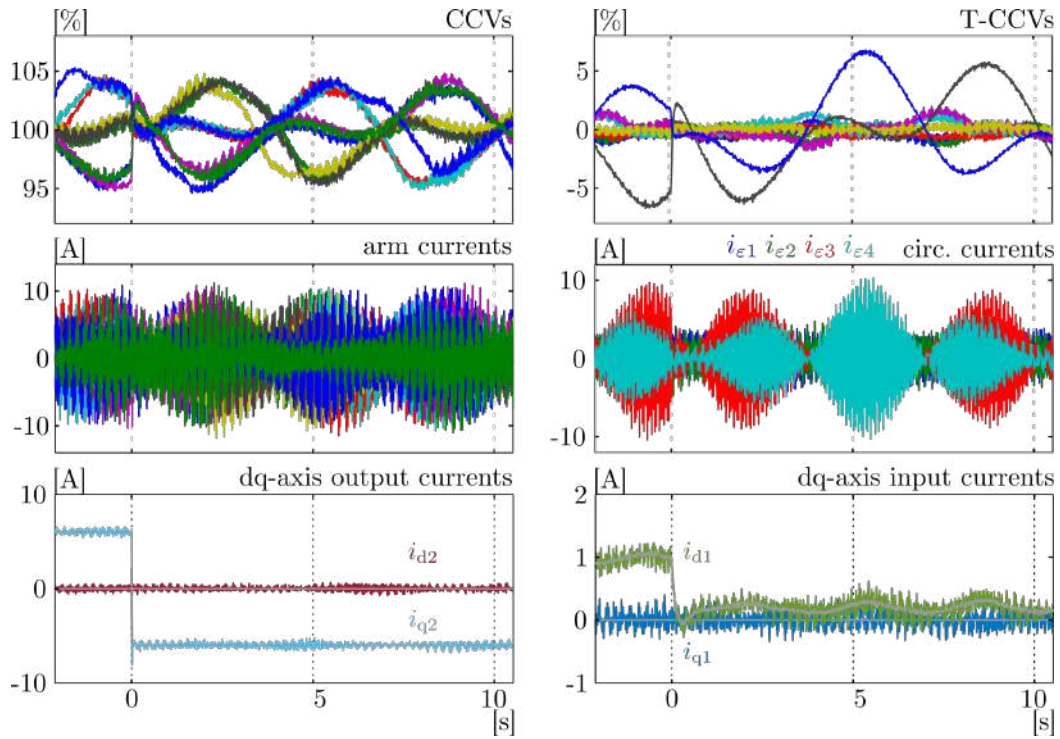 [%] CCVs
105
100
95
[%] T-CCVs
5
0
-5
[A] arm currents
10
0
-10
[A] iε1 iε2 iε3 iε4 circ. currents
10
0
-10
[A] dq-axis output currents
10
0
-10
id2
iq2
0 5 10
[s]
[A] dq-axis input currents
2
1
0
-1
id1
iq1
0 5 10
[s]